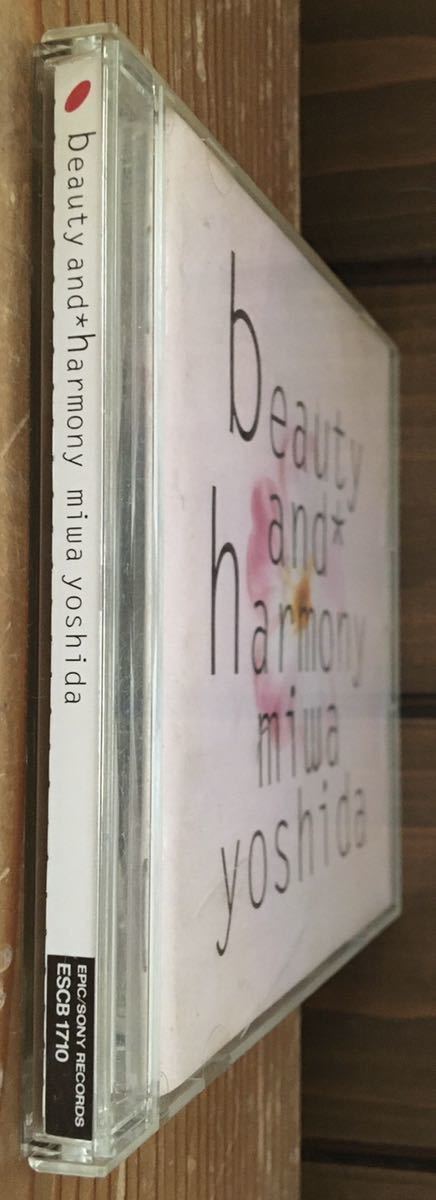 beauty and*harmony miwa yoshida
EPIC/SONY RECORDS
ESCB 1710
beauty
and*
harmony
miwa
yoshida